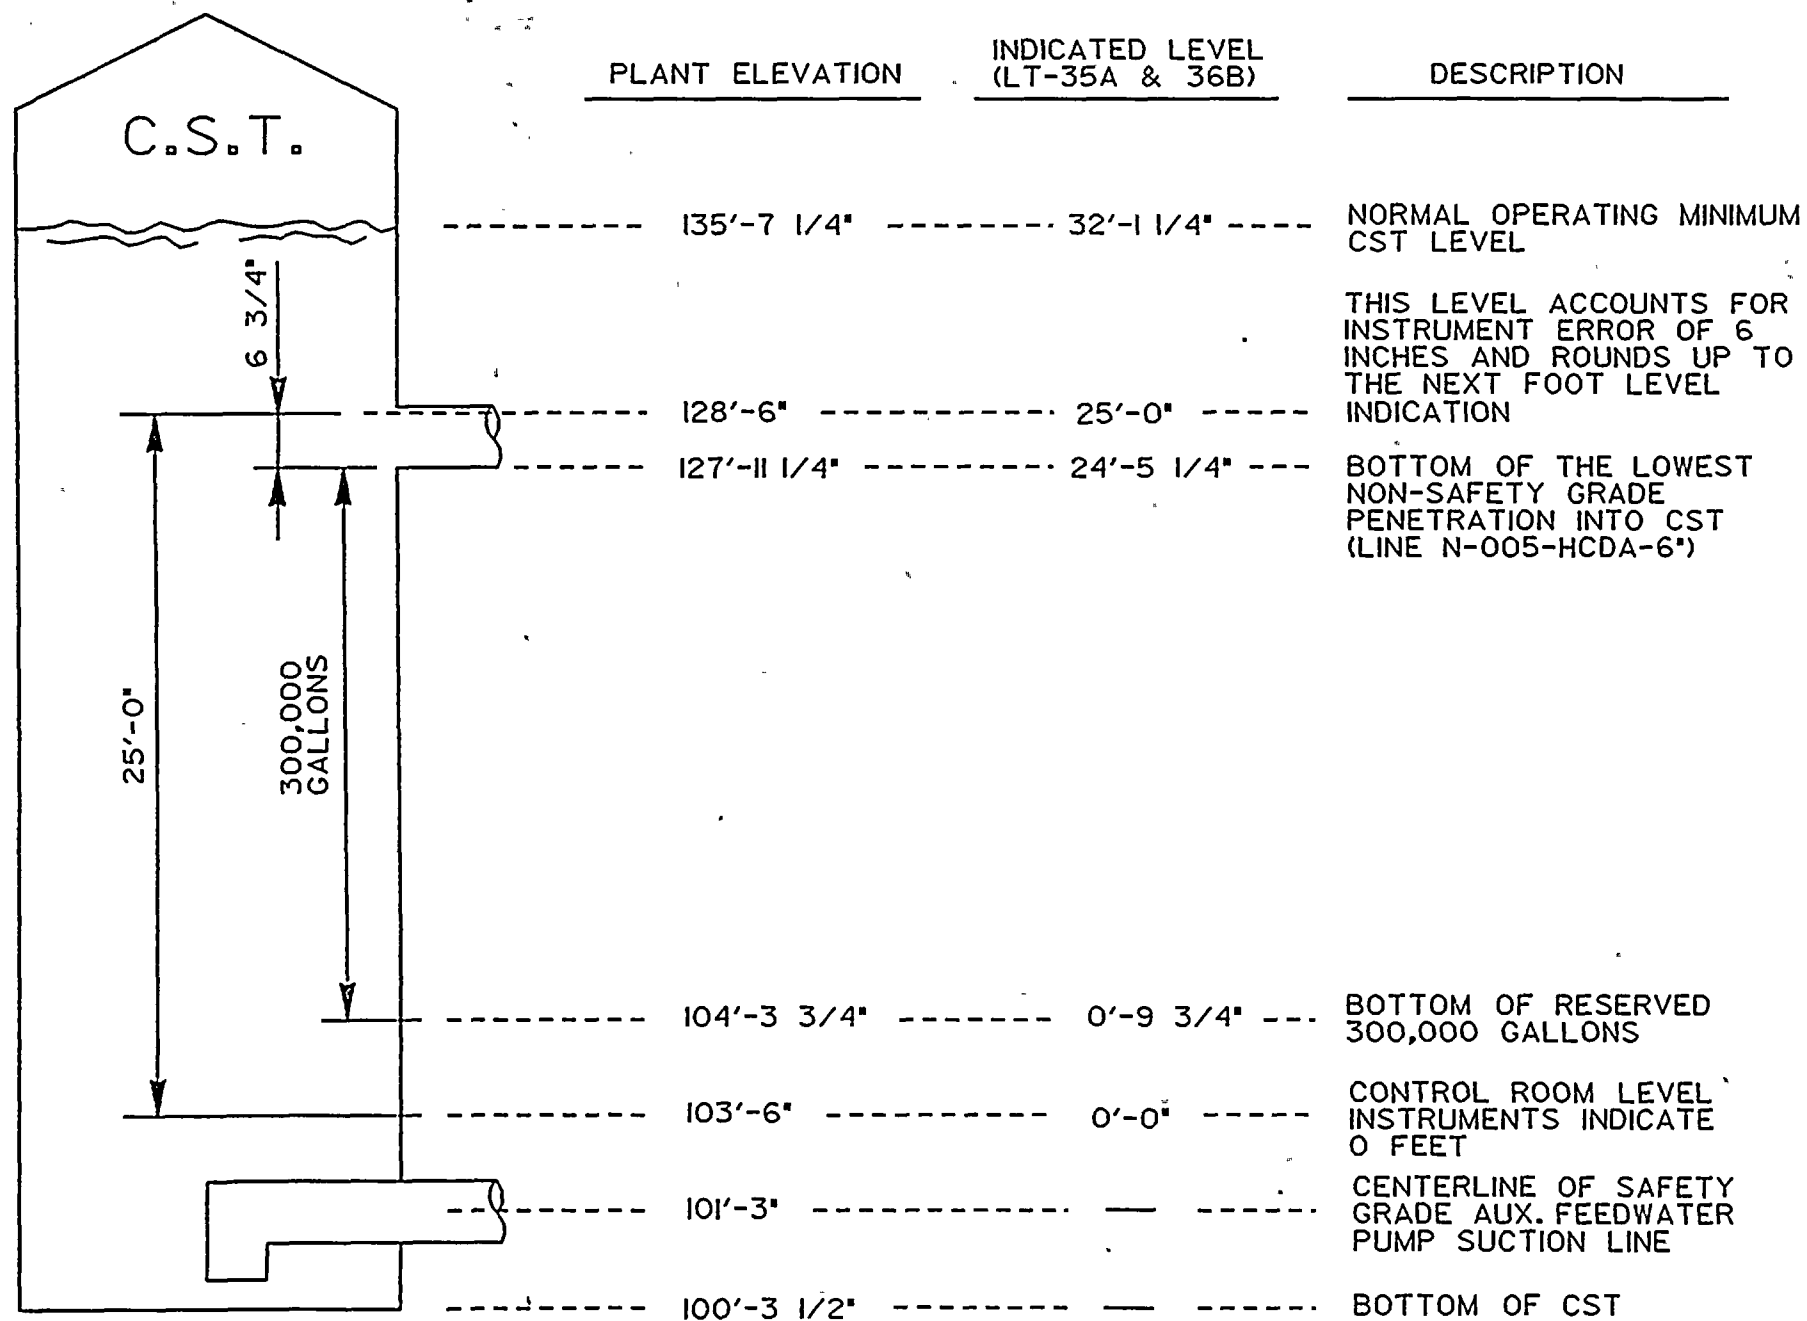 INDICATED LEVEL
PLANT ELEVATION (LT-35A & 36B) DESCRIPTION
C.S.T.
135'-7 1/4" 32'-1 1/4" NORMAL OPERATING MINIMUM
CST LEVEL
6 3/4"
THIS LEVEL ACCOUNTS FOR
INSTRUMENT ERROR OF 6
INCHES AND ROUNDS UP TO
THE NEXT FOOT LEVEL
128'-6" 25'-0" INDICATION
127'-11 1/4" 24'-5 1/4" BOTTOM OF THE LOWEST
NON-SAFETY GRADE
PENETRATION INTO CST
(LINE N-005-HCDA-6")
25'-0"
300,000
GALLONS
104'-3 3/4" 0'-9 3/4" BOTTOM OF RESERVED
300,000 GALLONS
103'-6" 0'-0" CONTROL ROOM LEVEL
INSTRUMENTS INDICATE
0 FEET
101'-3" CENTERLINE OF SAFETY
GRADE AUX. FEEDWATER
PUMP SUCTION LINE
100'-3 1/2" BOTTOM OF CST